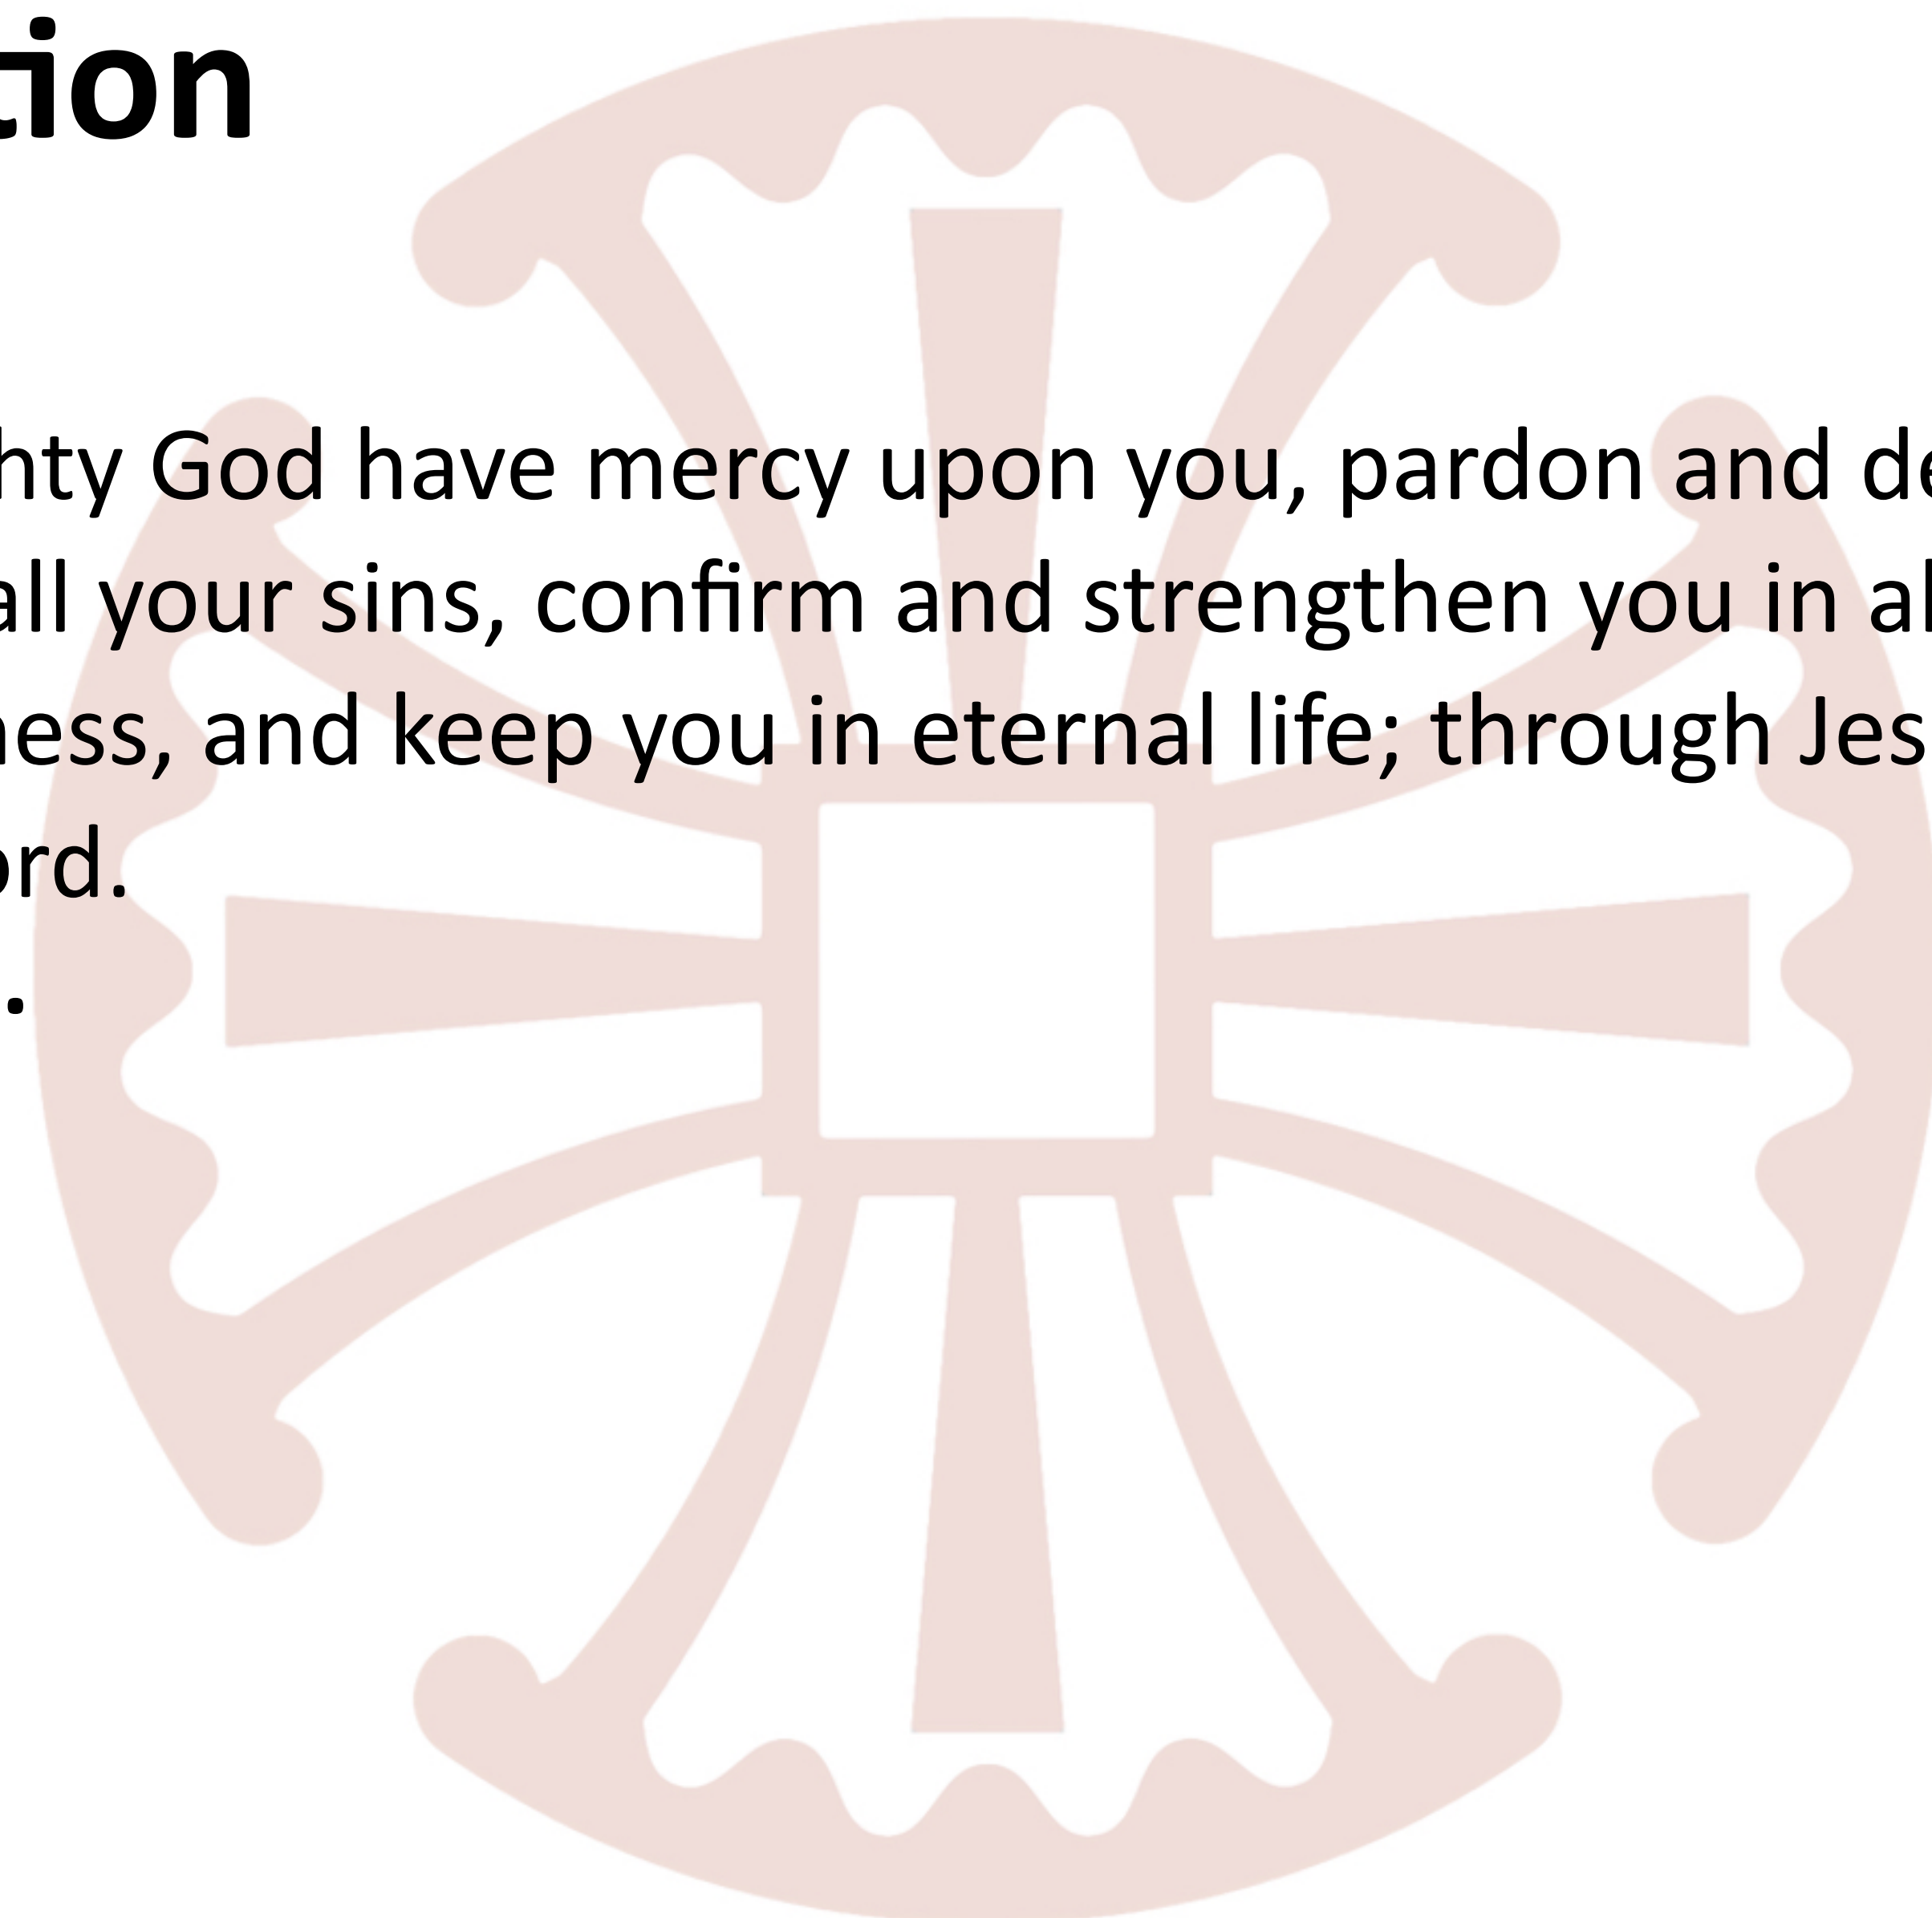 tion
hty God have mercy upon you, pardon and de
all your sins, confirm and strengthen you in al
ness, and keep you in eternal life; through Jes
ord.
.